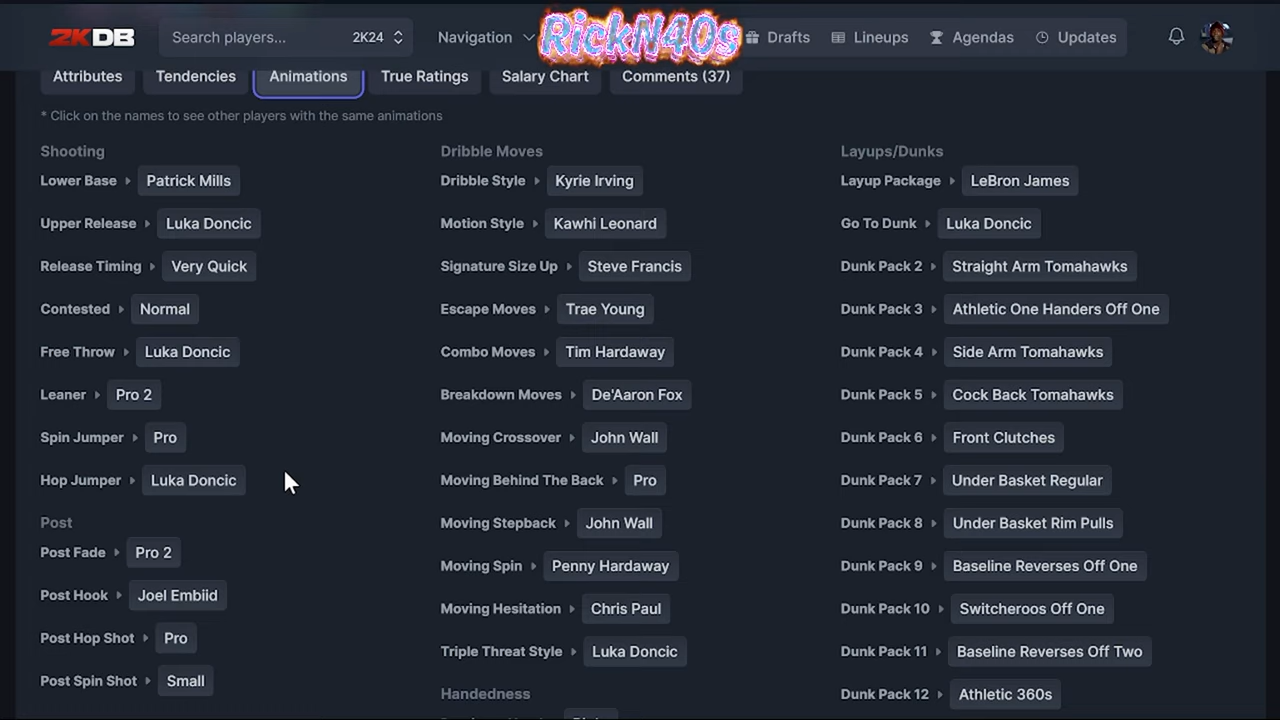 2KDB
Search players...
2K24
Navigation
RickN40s
Drafts
Lineups
Agendas
Updates
Attributes
Tendencies
Animations
True Ratings
Salary Chart
Comments (37)
* Click on the names to see other players with the same animations
Shooting
Lower Base Patrick Mills
Upper Release Luka Doncic
Release Timing Very Quick
Contested Normal
Free Throw Luka Doncic
Leaner Pro 2
Spin Jumper Pro
Hop Jumper Luka Doncic
Post
Post Fade Pro 2
Post Hook Joel Embiid
Post Hop Shot Pro
Post Spin Shot Small
Dribble Moves
Dribble Style Kyrie Irving
Motion Style Kawhi Leonard
Signature Size Up Steve Francis
Escape Moves Trae Young
Combo Moves Tim Hardaway
Breakdown Moves De'Aaron Fox
Moving Crossover John Wall
Moving Behind The Back Pro
Moving Stepback John Wall
Moving Spin Penny Hardaway
Moving Hesitation Chris Paul
Triple Threat Style Luka Doncic
Handedness
Layups/Dunks
Layup Package LeBron James
Go To Dunk Luka Doncic
Dunk Pack 2 Straight Arm Tomahawks
Dunk Pack 3 Athletic One Handers Off One
Dunk Pack 4 Side Arm Tomahawks
Dunk Pack 5 Cock Back Tomahawks
Dunk Pack 6 Front Clutches
Dunk Pack 7 Under Basket Regular
Dunk Pack 8 Under Basket Rim Pulls
Dunk Pack 9 Baseline Reverses Off One
Dunk Pack 10 Switcheroos Off One
Dunk Pack 11 Baseline Reverses Off Two
Dunk Pack 12 Athletic 360s